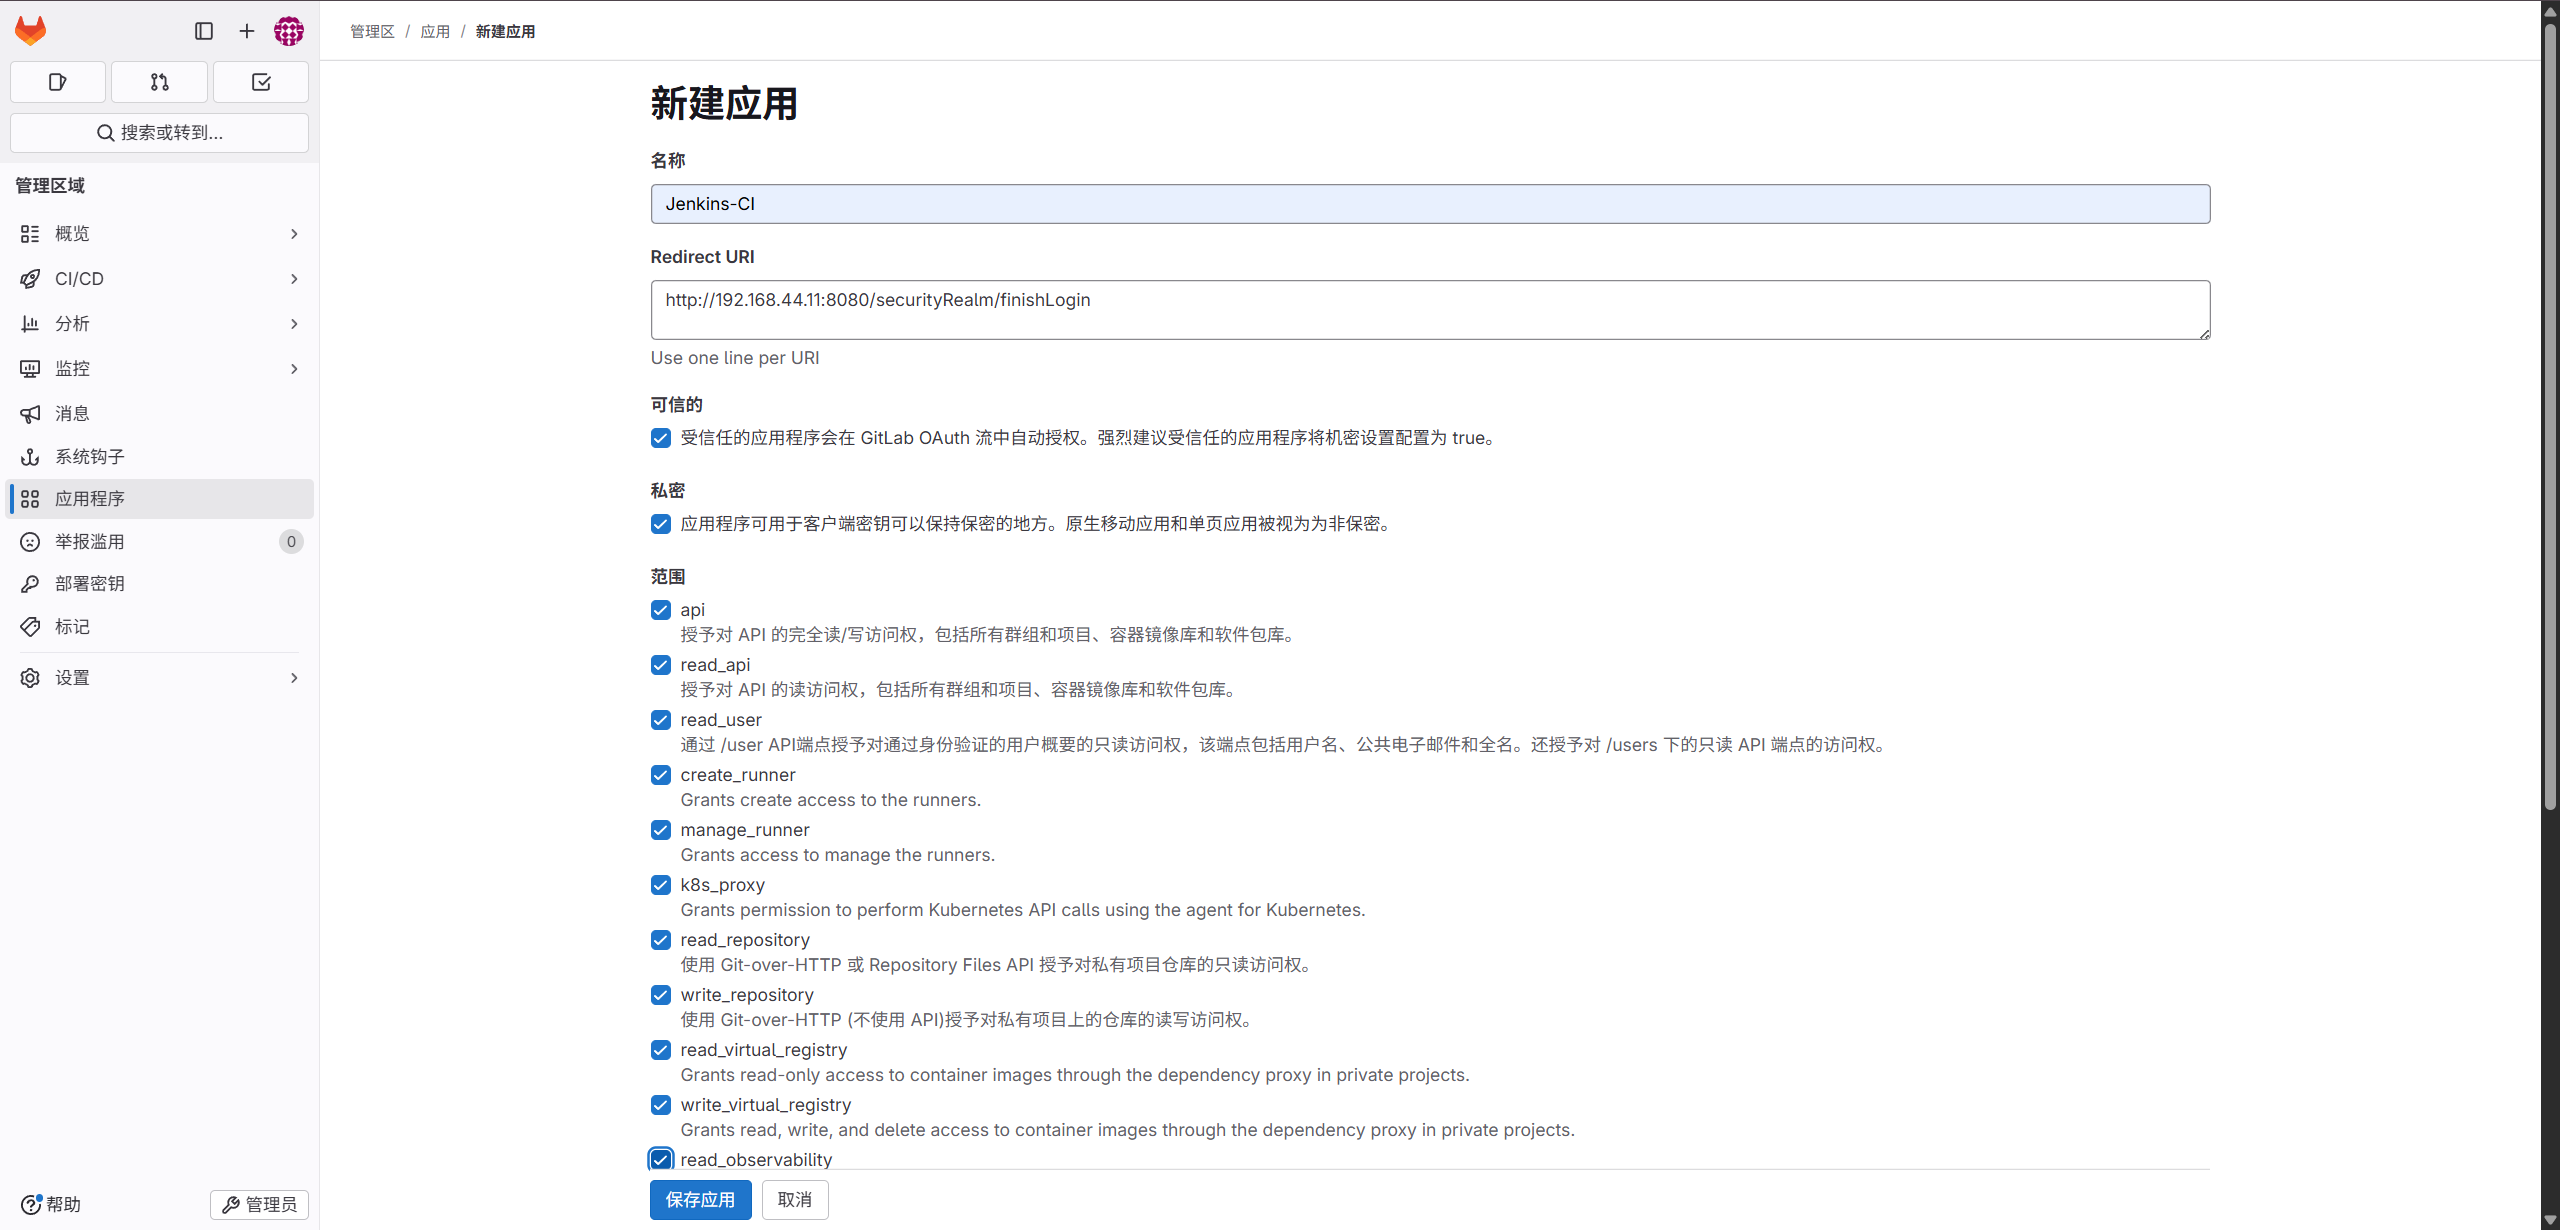 搜索或转到...
管理区域
概览
CI/CD
分析
监控
消息
系统钩子
应用程序
举报滥用 0
部署密钥
标记
设置
帮助
管理员
管理区 / 应用 / 新建应用
新建应用
名称
Jenkins-CI
Redirect URI
http://192.168.44.11:8080/securityRealm/finishLogin
Use one line per URI
可信的
受信任的应用程序会在 GitLab OAuth 流中自动授权。强烈建议受信任的应用程序将机密设置配置为 true。
私密
应用程序可用于客户端密钥可以保持保密的地方。原生移动应用和单页应用被视为为非保密。
范围
api
授予对 API 的完全读/写访问权，包括所有群组和项目、容器镜像库和软件包库。
read_api
授予对 API 的读访问权，包括所有群组和项目、容器镜像库和软件包库。
read_user
通过 /user API端点授予对通过身份验证的用户概要的只读访问权，该端点包括用户名、公共电子邮件和全名。还授予对 /users 下的只读 API 端点的访问权。
create_runner
Grants create access to the runners.
manage_runner
Grants access to manage the runners.
k8s_proxy
Grants permission to perform Kubernetes API calls using the agent for Kubernetes.
read_repository
使用 Git-over-HTTP 或 Repository Files API 授予对私有项目仓库的只读访问权。
write_repository
使用 Git-over-HTTP (不使用 API)授予对私有项目上的仓库的读写访问权。
read_virtual_registry
Grants read-only access to container images through the dependency proxy in private projects.
write_virtual_registry
Grants read, write, and delete access to container images through the dependency proxy in private projects.
read_observability
保存应用
取消